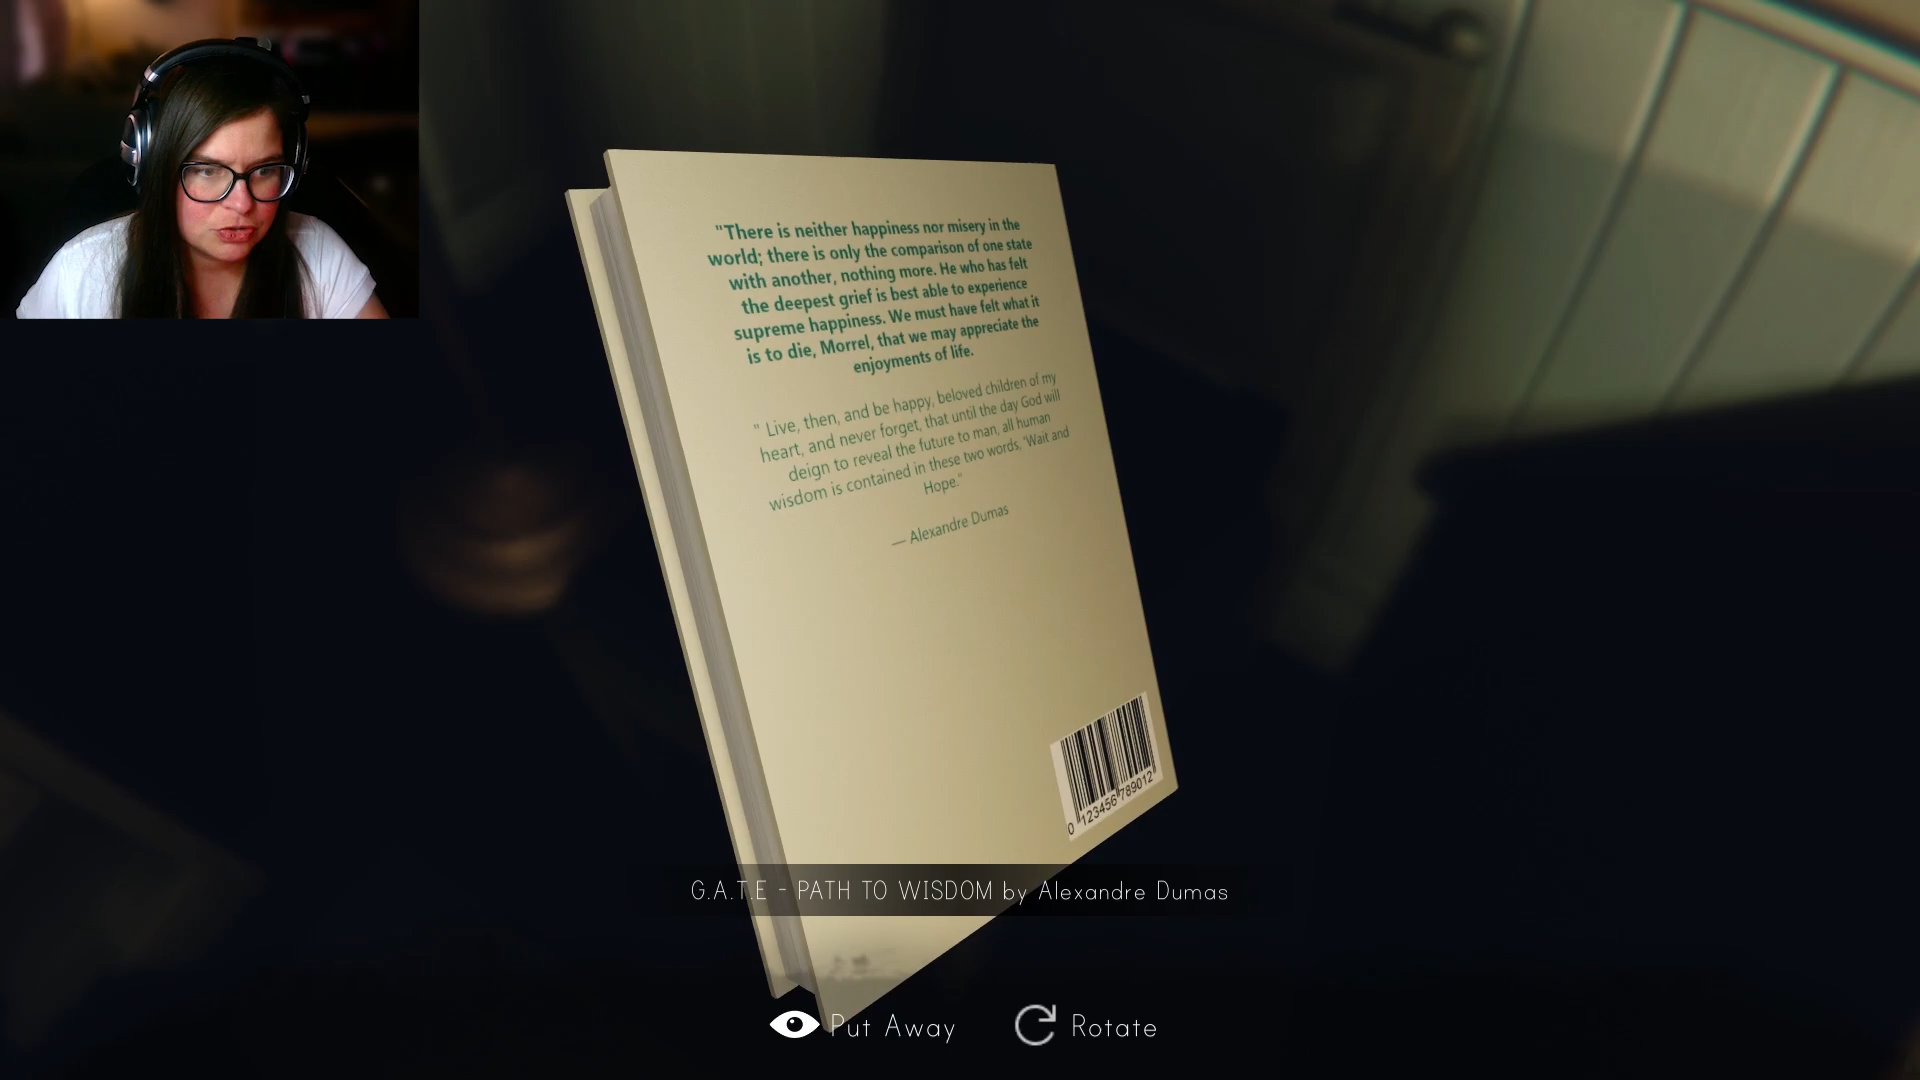 "There is neither happiness nor misery in the
world; there is only the comparison of one state
with another, nothing more. He who has felt
the deepest grief is best able to experience
supreme happiness. We must have felt what it
is to die, Morrel, that we may appreciate the
enjoyments of life.
" Live, then, and be happy, beloved children of my
heart, and never forget, that until the day God will
deign to reveal the future to man, all human
wisdom is contained in these two words, 'Wait and
Hope."
— Alexandre Dumas
0 123456 789012
G.A.T.E - PATH TO WISDOM by Alexandre Dumas
Put Away
Rotate